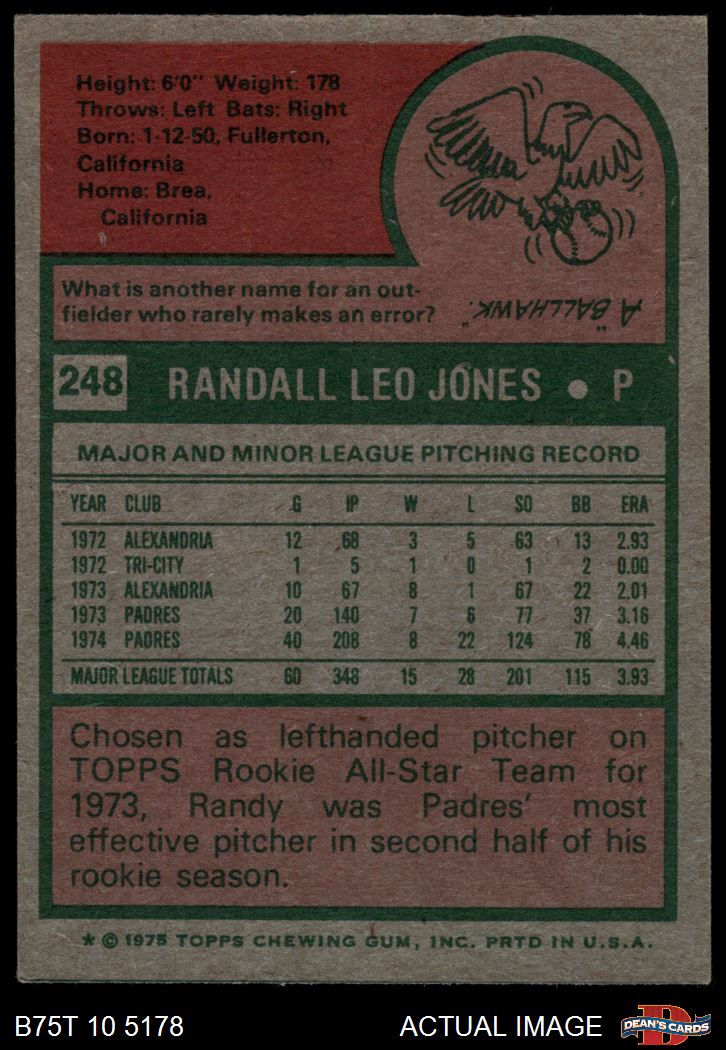 Height: 6'0" Weight: 178
Throws: Left Bats: Right
Born: 1-12-50, Fullerton,
California
Home: Brea,
California
What is another name for an out-
fielder who rarely makes an error?
A "BALLHAWK."
248 RANDALL LEO JONES • P
MAJOR AND MINOR LEAGUE PITCHING RECORD
YEAR CLUB G IP W L SO BB ERA
1972 ALEXANDRIA 12 68 3 5 63 13 2.93
1972 TRI-CITY 1 5 1 0 1 2 0.00
1973 ALEXANDRIA 10 67 8 1 67 22 2.01
1973 PADRES 20 140 7 6 77 37 3.16
1974 PADRES 40 208 8 22 124 78 4.46
MAJOR LEAGUE TOTALS 60 348 15 28 201 115 3.93
Chosen as lefthanded pitcher on
TOPPS Rookie All-Star Team for
1973, Randy was Padres' most
effective pitcher in second half of his
rookie season.
* © 1975 TOPPS CHEWING GUM, INC. PRTD IN U.S.A.
B75T 10 5178 ACTUAL IMAGE DEAN'S CARDS